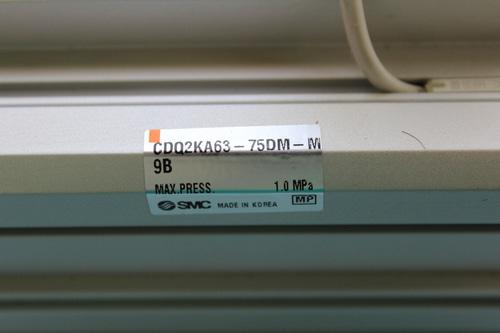 CDQ2KA63-75DM-M
9B
MAX.PRESS. 1.0 MPa
SMC MADE IN KOREA MP